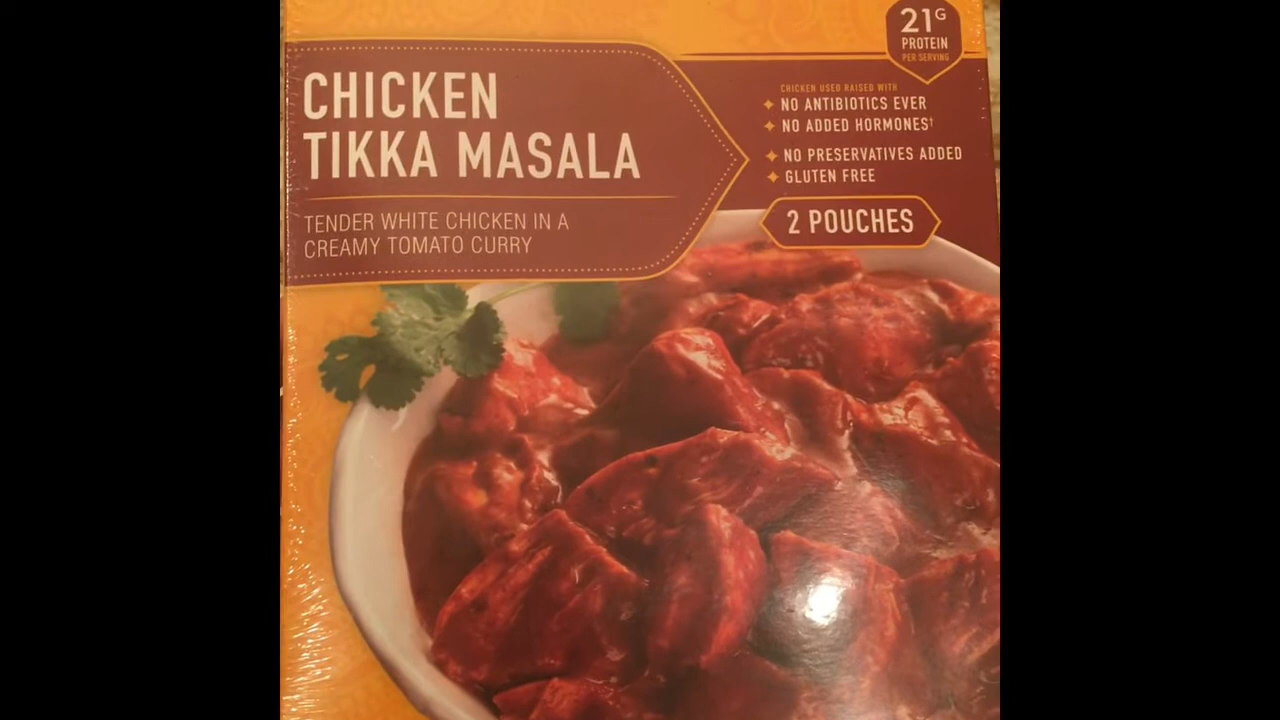 21G
PROTEIN
PER SERVING
CHICKEN
TIKKA MASALA
TENDER WHITE CHICKEN IN A
CREAMY TOMATO CURRY
CHICKEN USED RAISED WITH
NO ANTIBIOTICS EVER
NO ADDED HORMONES†
NO PRESERVATIVES ADDED
GLUTEN FREE
2 POUCHES